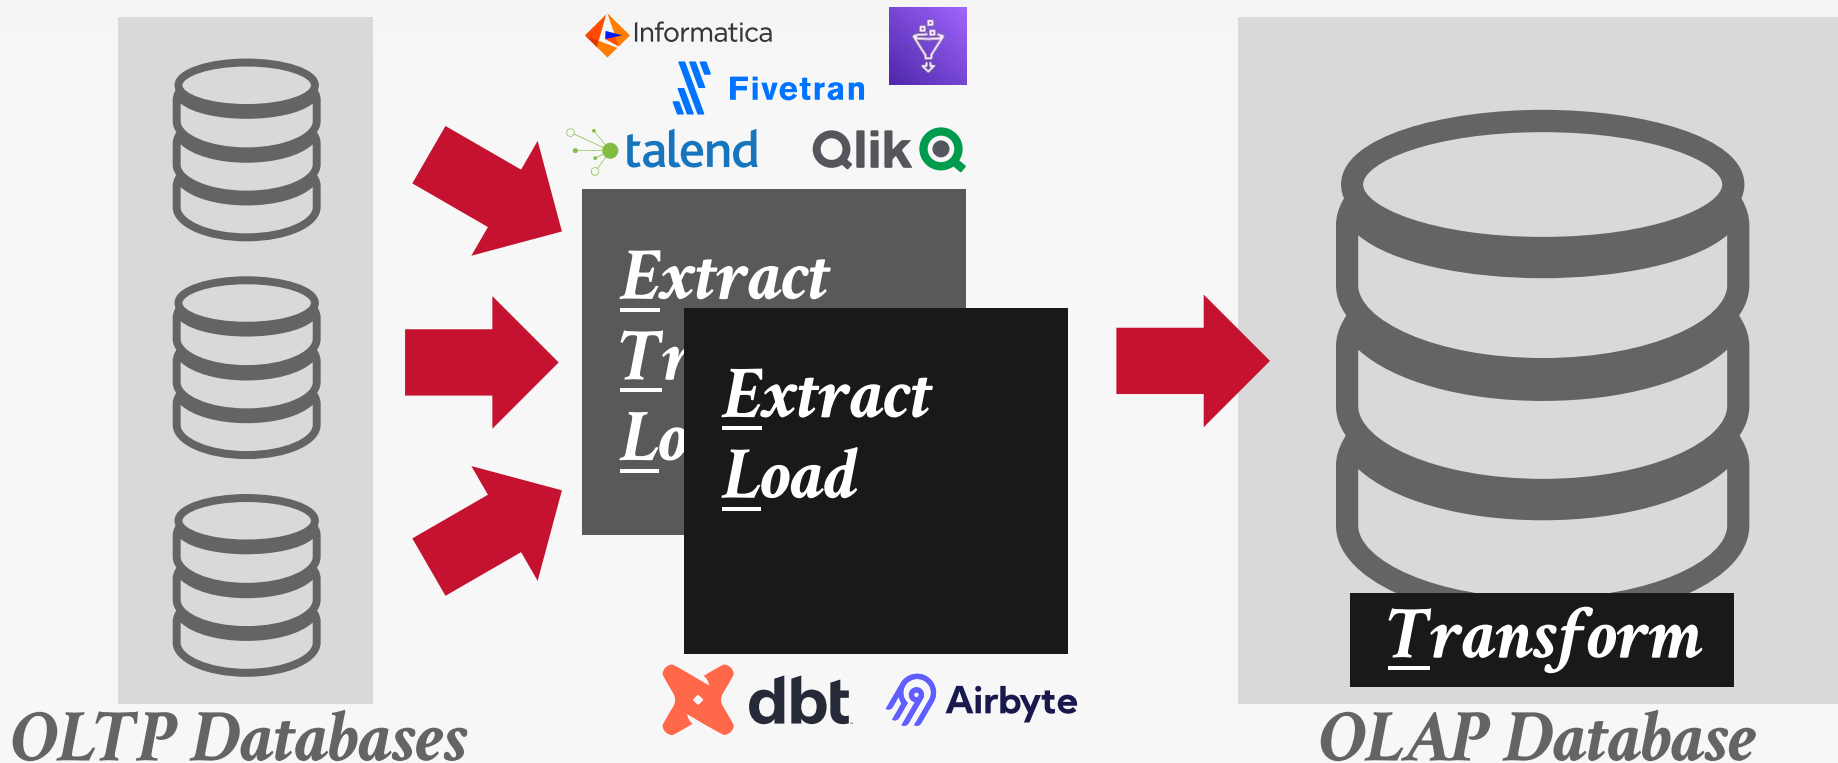 Informatica
Fivetran
talend
Qlik
Extract
Tr
Lo
Extract
Load
Transform
dbt
Airbyte
OLTP Databases
OLAP Database